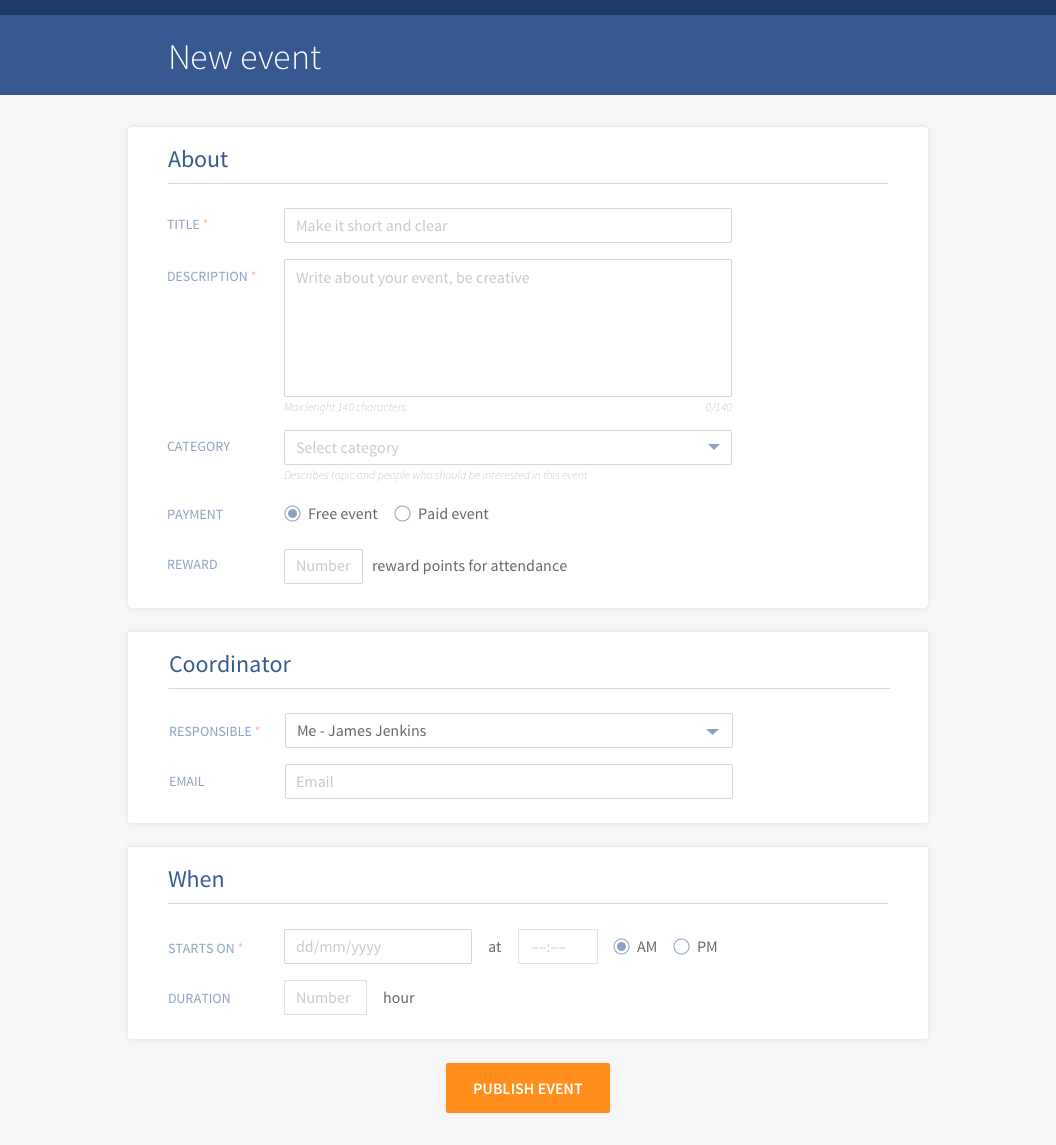 New event
About
TITLE *
Make it short and clear
DESCRIPTION *
Write about your event, be creative
Max lenght 140 characters 0/140
CATEGORY
Select category
Describes topic and people who should be interested in this event
PAYMENT
Free event Paid event
REWARD
Number reward points for attendance
Coordinator
RESPONSIBLE *
Me - James Jenkins
EMAIL
Email
When
STARTS ON *
dd/mm/yyyy at --:-- AM PM
DURATION
Number hour
PUBLISH EVENT